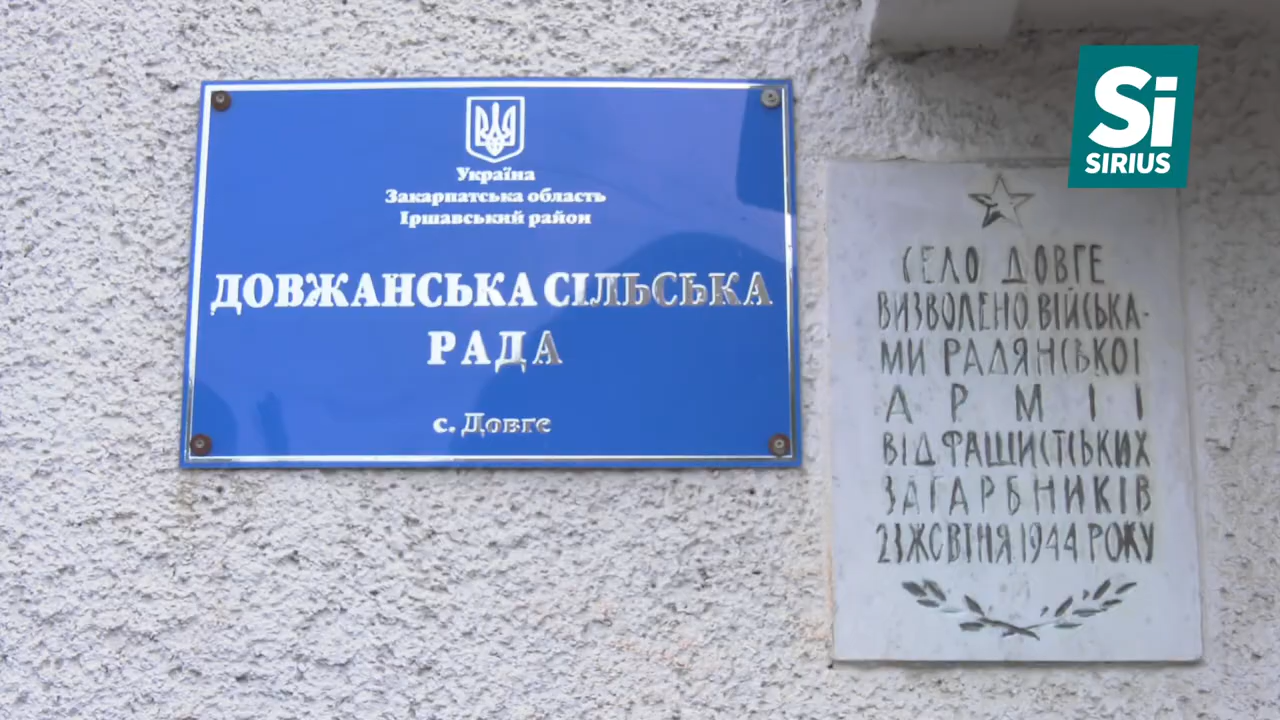 Україна
Закарпатська область
Іршавський район
ДОВЖАНСЬКА СІЛЬСЬКА
РАДА
с. Довге
Si
SIRIUS
СЕЛО ДОВГЕ
ВИЗВОЛЕНО ВІЙСЬКА-
МИ РАДЯНСЬКОЇ
АРМІЇ
ВІД ФАШИСТСЬКИХ
ЗАГАРБНИКІВ
23 ЖОВТНЯ 1944 РОКУ